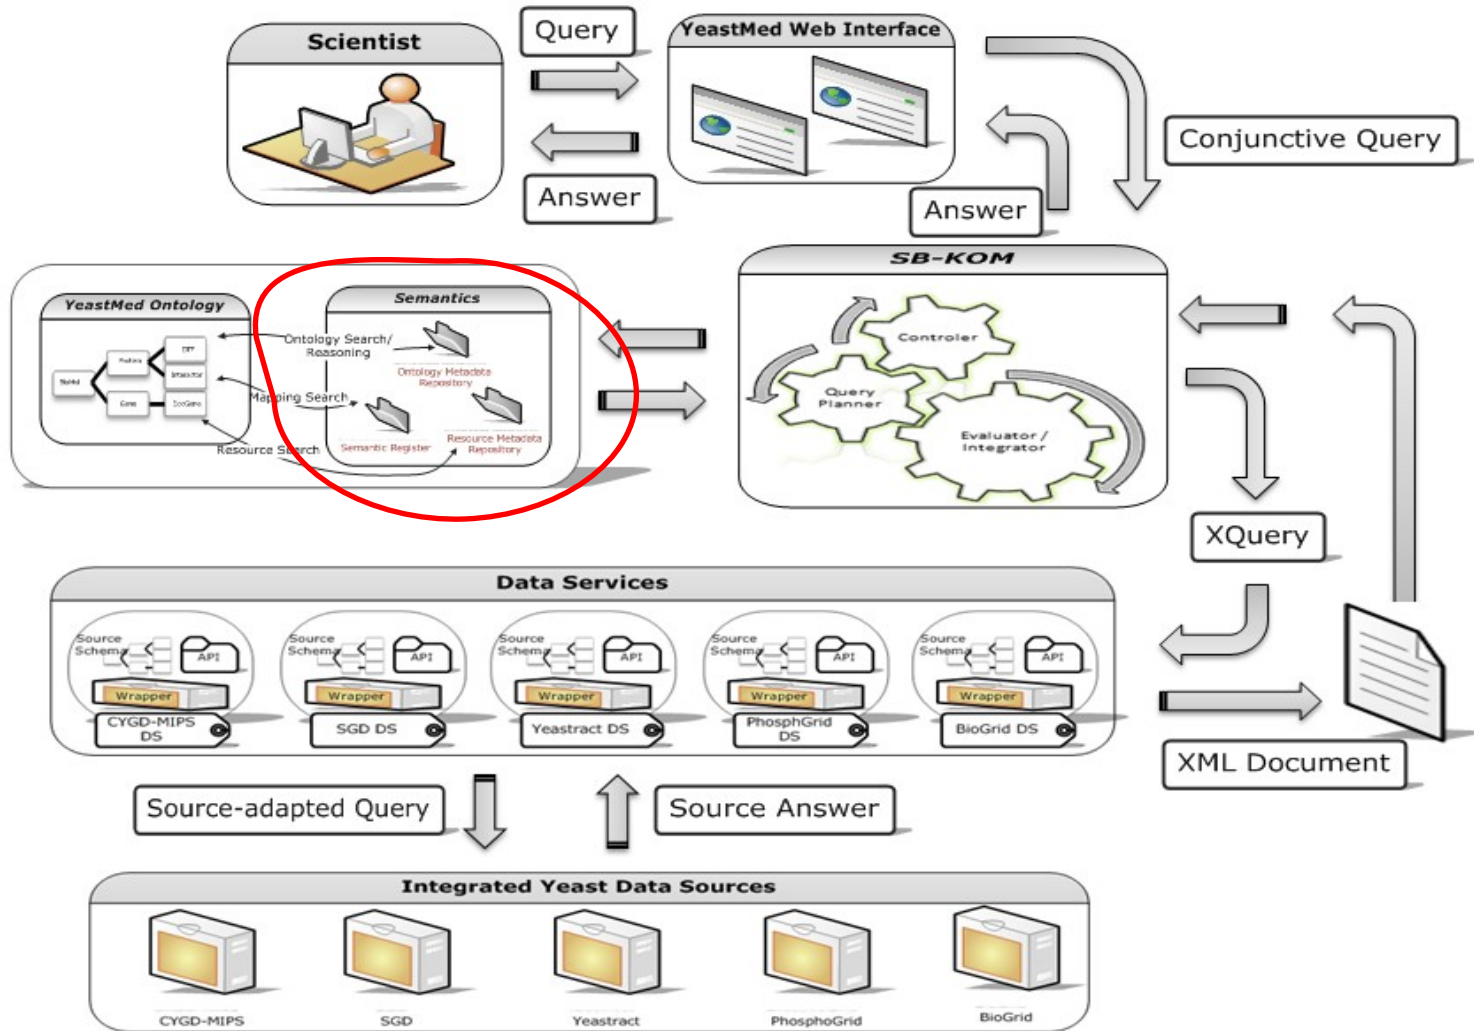 Scientist
Query
YeastMed Web Interface
Answer
Answer
Conjunctive Query
YeastMed Ontology
Semantics
Ontology Search/
Reasoning
Ontology Metadata
Repository
Mapping Search
Semantic Register
Resource Metadata
Repository
Resource Search
Protein
Interactor
Gene
SB-KOM
Controler
Query
Planner
Evaluator /
Integrator
XQuery
Data Services
Source
Schema
API
Wrapper
CYGD-MIPS
DS
Source
Schema
API
Wrapper
SGD DS
Source
Schema
API
Wrapper
Yeastract DS
Source
Schema
API
Wrapper
PhosphGrid
DS
Source
Schema
API
Wrapper
BioGrid DS
XML Document
Source-adapted Query
Source Answer
Integrated Yeast Data Sources
CYGD-MIPS
SGD
Yeastract
PhosphoGrid
BioGrid